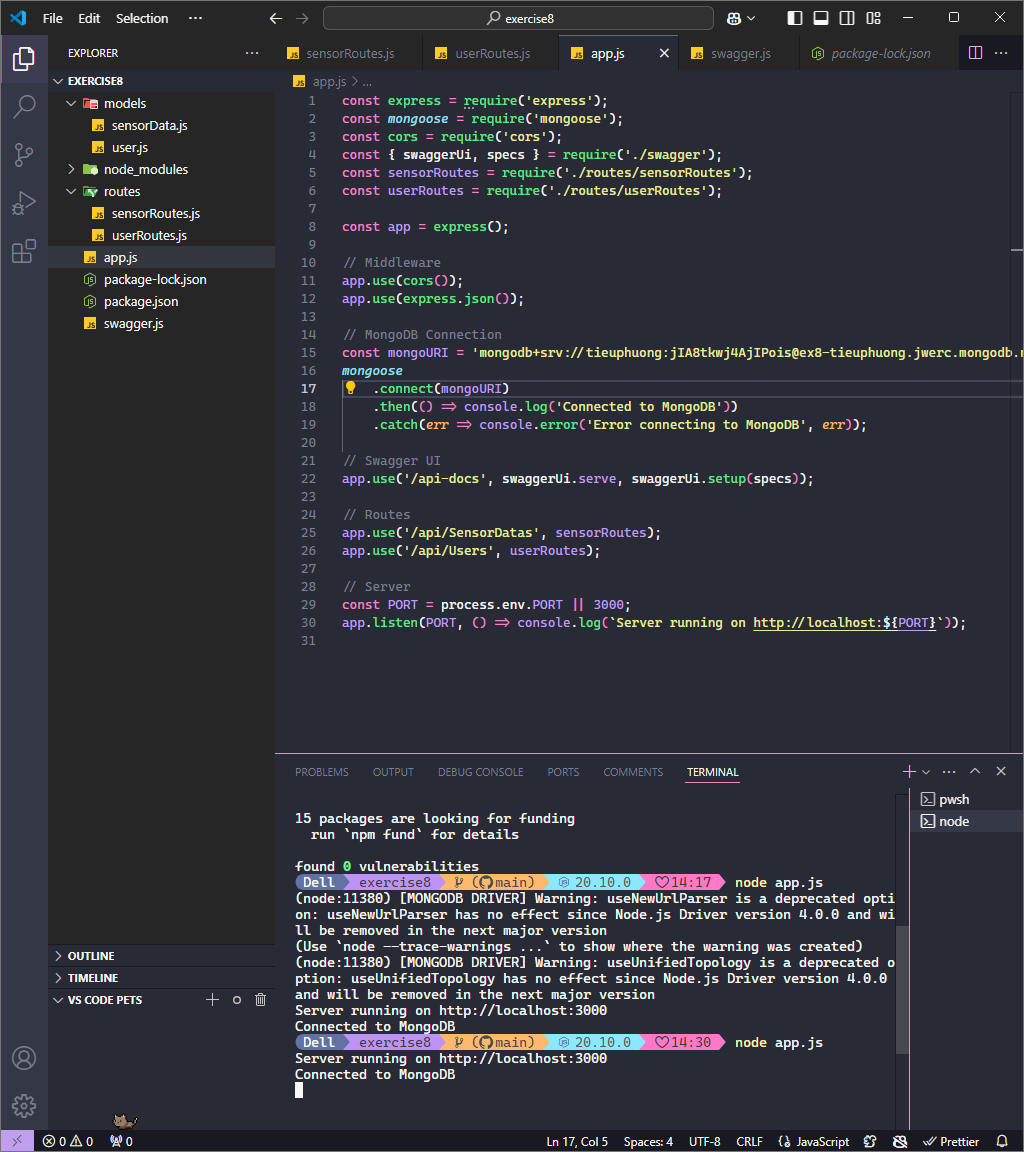 File Edit Selection ··· exercise8
EXPLORER ···
EXERCISE8
models
sensorData.js
user.js
node_modules
routes
sensorRoutes.js
userRoutes.js
app.js
package-lock.json
package.json
swagger.js
OUTLINE
TIMELINE
VS CODE PETS
sensorRoutes.js userRoutes.js app.js swagger.js package-lock.json ···
app.js > ...
1 const express = require('express');
2 const mongoose = require('mongoose');
3 const cors = require('cors');
4 const { swaggerUi, specs } = require('./swagger');
5 const sensorRoutes = require('./routes/sensorRoutes');
6 const userRoutes = require('./routes/userRoutes');
7
8 const app = express();
9
10 // Middleware
11 app.use(cors());
12 app.use(express.json());
13
14 // MongoDB Connection
15 const mongoURI = 'mongodb+srv://tieuphuong:jIA8tkwj4AjIPois@ex8-tieuphuong.jwerc.mongodb.
16 mongoose
17 .connect(mongoURI)
18 .then(() => console.log('Connected to MongoDB'))
19 .catch(err => console.error('Error connecting to MongoDB', err));
20
21 // Swagger UI
22 app.use('/api-docs', swaggerUi.serve, swaggerUi.setup(specs));
23
24 // Routes
25 app.use('/api/SensorDatas', sensorRoutes);
26 app.use('/api/Users', userRoutes);
27
28 // Server
29 const PORT = process.env.PORT || 3000;
30 app.listen(PORT, () => console.log(`Server running on http://localhost:${PORT}`));
31
PROBLEMS OUTPUT DEBUG CONSOLE PORTS COMMENTS TERMINAL
pwsh
node
15 packages are looking for funding
run `npm fund` for details
found 0 vulnerabilities
Dell exercise8 (main) 20.10.0 14:17 node app.js
(node:11380) [MONGODB DRIVER] Warning: useNewUrlParser is a deprecated opti
on: useNewUrlParser has no effect since Node.js Driver version 4.0.0 and wi
ll be removed in the next major version
(Use `node --trace-warnings ...` to show where the warning was created)
(node:11380) [MONGODB DRIVER] Warning: useUnifiedTopology is a deprecated o
ption: useUnifiedTopology has no effect since Node.js Driver version 4.0.0
and will be removed in the next major version
Server running on http://localhost:3000
Connected to MongoDB
Dell exercise8 (main) 20.10.0 14:30 node app.js
Server running on http://localhost:3000
Connected to MongoDB
0 0 0 Ln 17, Col 5 Spaces: 4 UTF-8 CRLF JavaScript Prettier